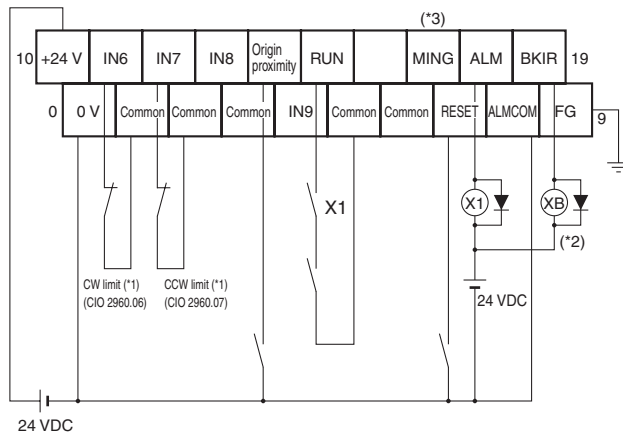 (*3)
10 +24 V IN6 IN7 IN8 Origin proximity RUN MING ALM BKIR 19
0 0 V Common Common Common IN9 Common Common RESET ALMCOM FG 9
X1
X1
XB
(*2)
CW limit (*1)
(CIO 2960.06)
CCW limit (*1)
(CIO 2960.07)
24 VDC
24 VDC